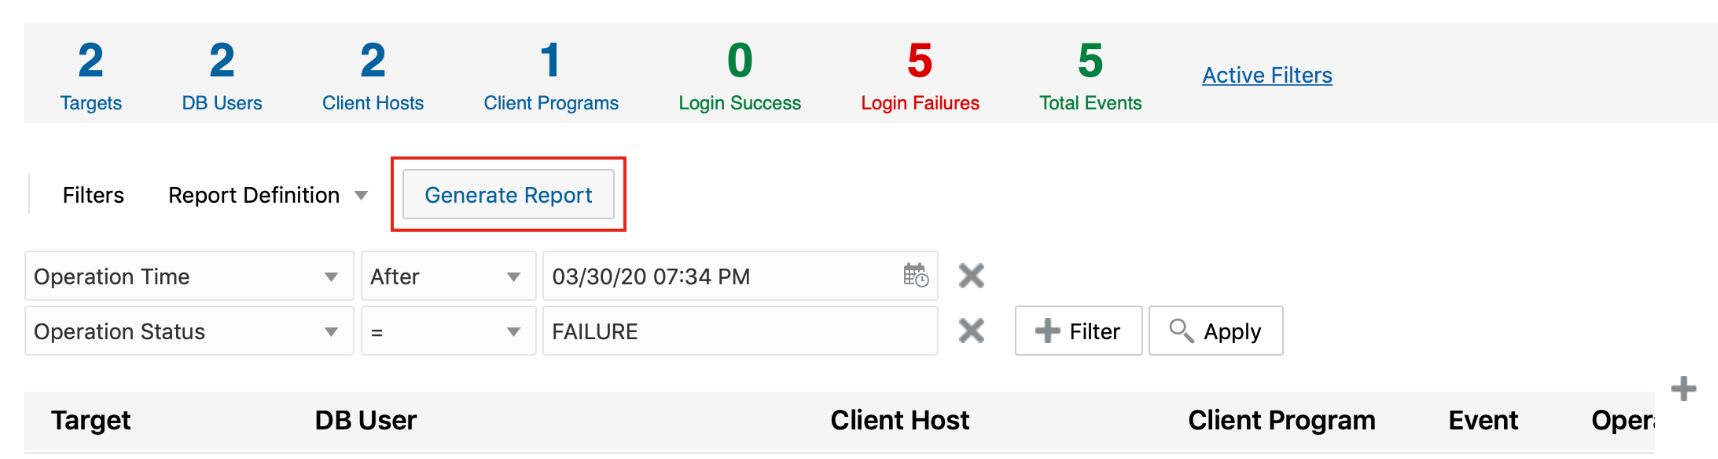 2 2 2 1 0 5 5
Targets DB Users Client Hosts Client Programs Login Success Login Failures Total Events Active Filters
Filters Report Definition Generate Report
Operation Time After 03/30/20 07:34 PM
Operation Status = FAILURE Filter Apply
Target DB User Client Host Client Program Event Opera